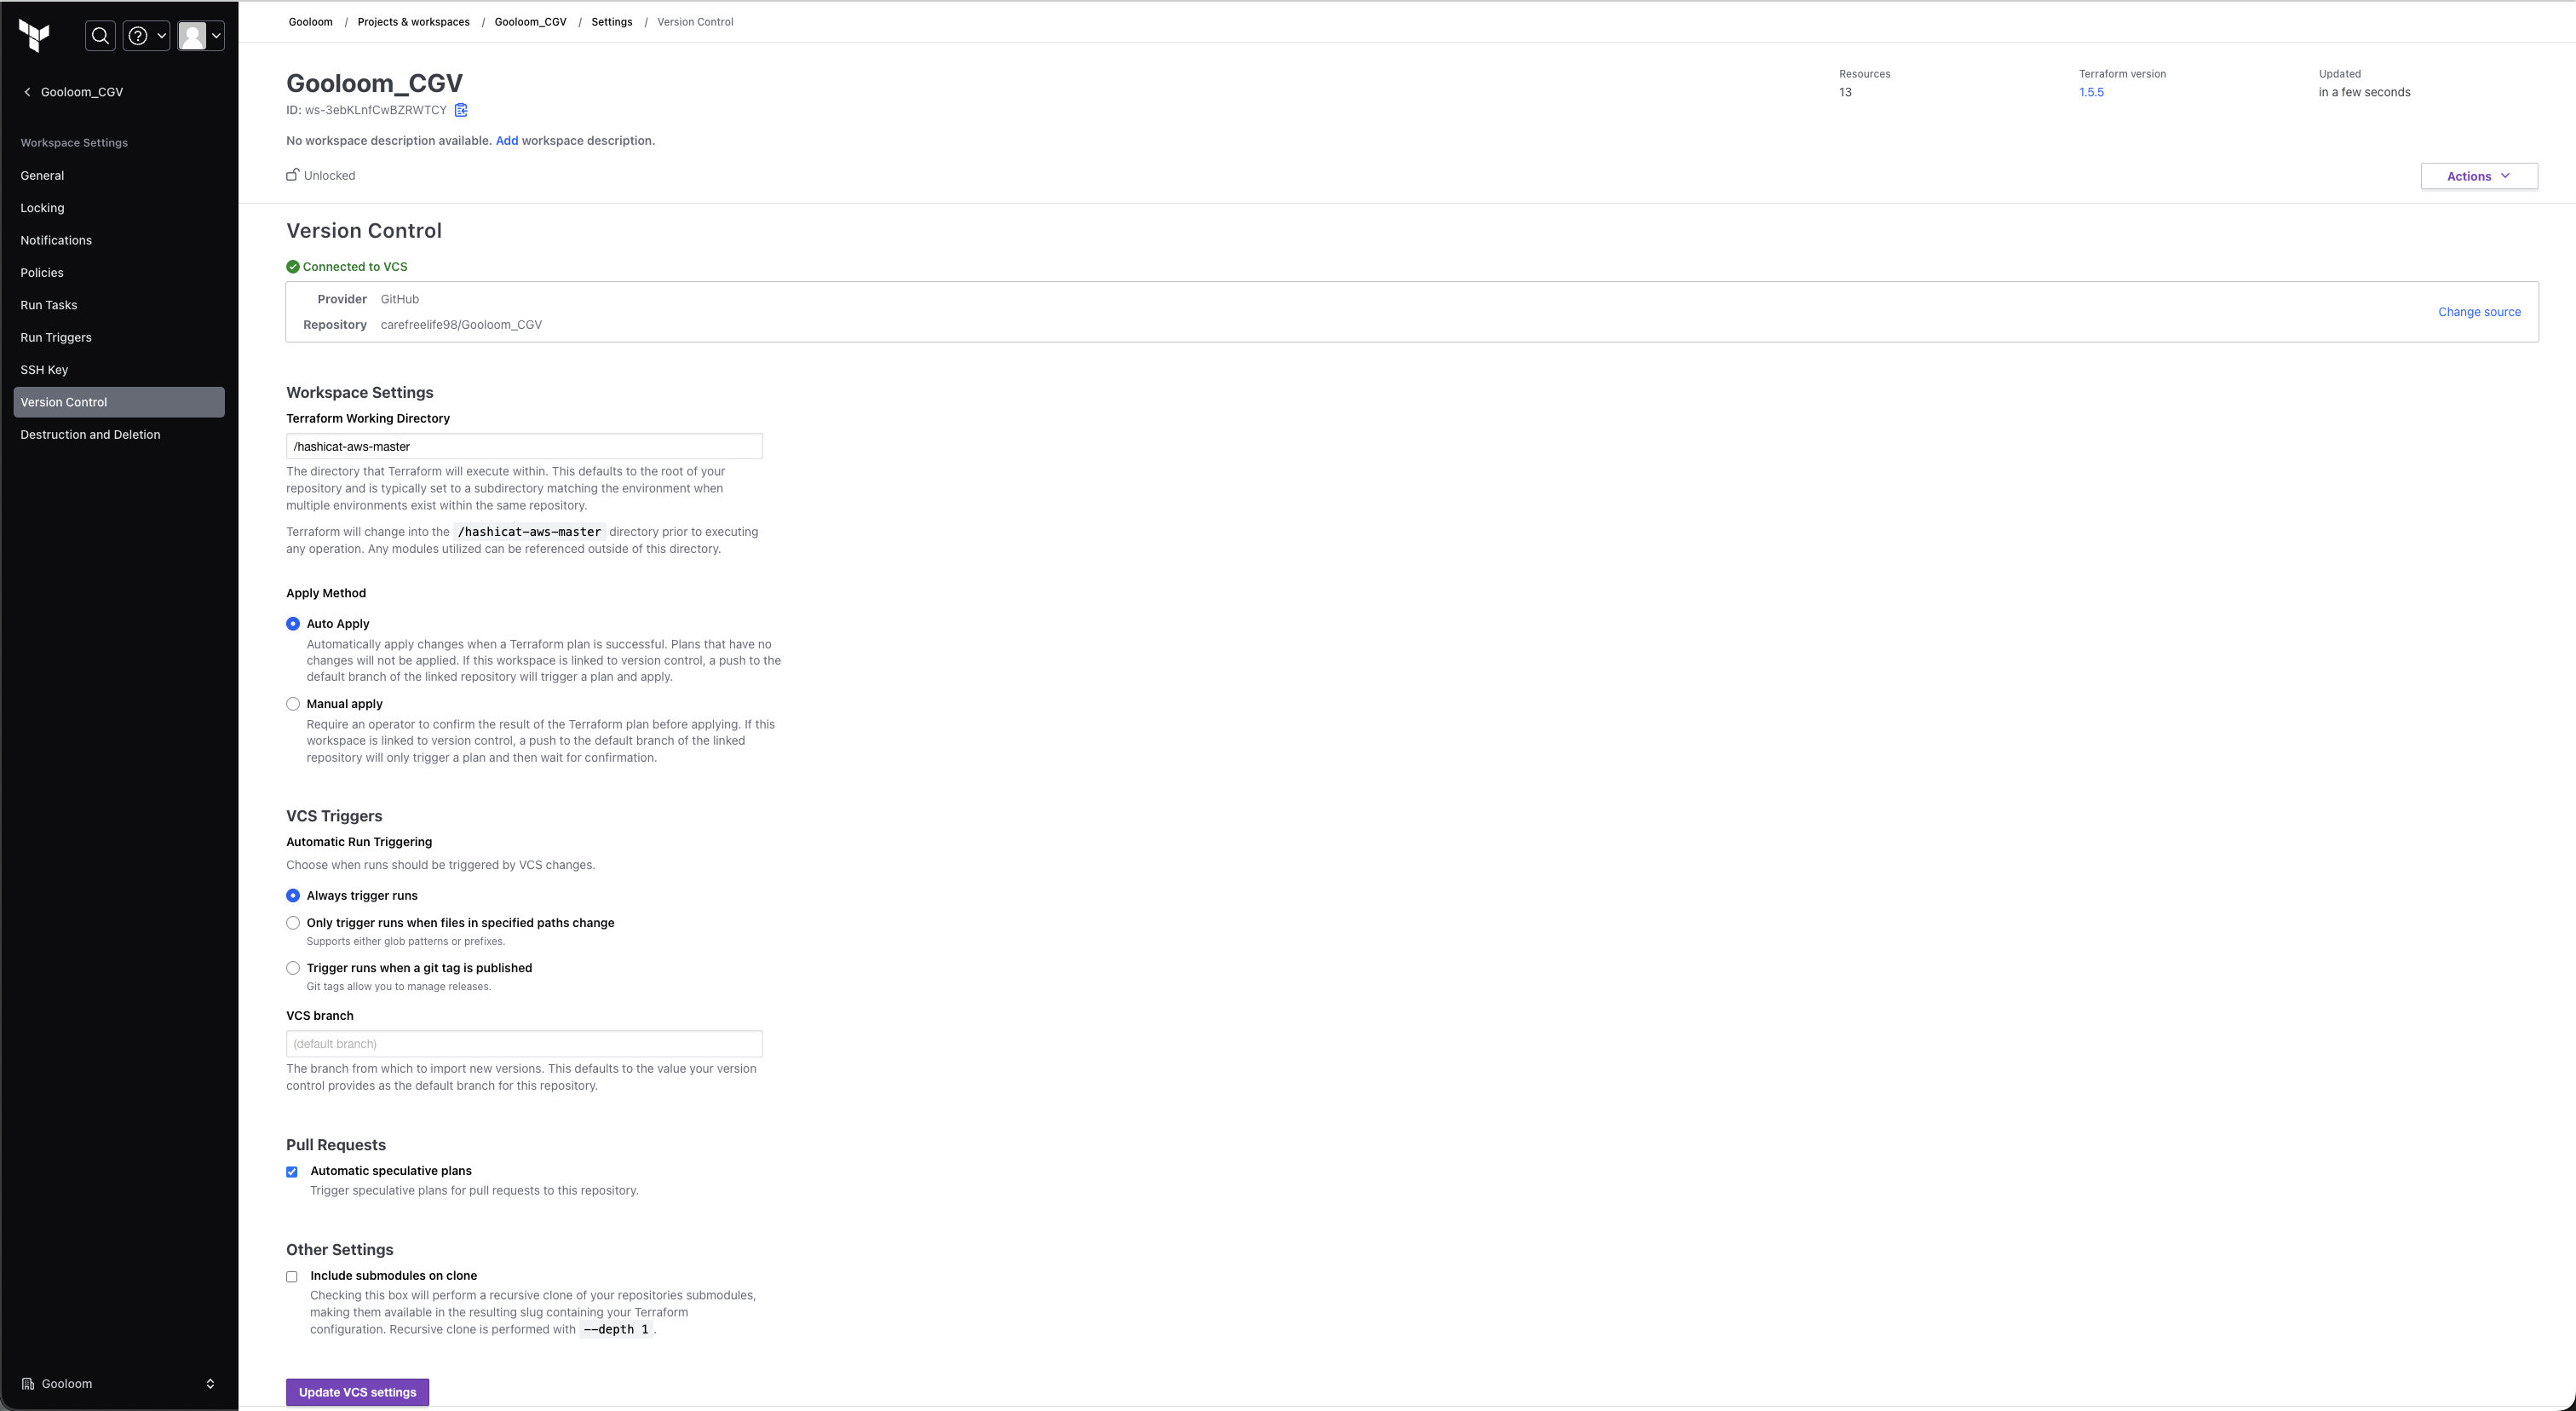 Gooloom / Projects & workspaces / Gooloom_CGV / Settings / Version Control
Gooloom_CGV
Workspace Settings
General
Locking
Notifications
Policies
Run Tasks
Run Triggers
SSH Key
Version Control
Destruction and Deletion
Gooloom
Gooloom_CGV
ID: ws-3ebKLnfCwBZRWTCY
No workspace description available. Add workspace description.
Unlocked
Resources
13
Terraform version
1.5.5
Updated
in a few seconds
Actions
Version Control
Connected to VCS
Provider GitHub
Repository carefreelife98/Gooloom_CGV
Change source
Workspace Settings
Terraform Working Directory
/hashicat-aws-master
The directory that Terraform will execute within. This defaults to the root of your
repository and is typically set to a subdirectory matching the environment when
multiple environments exist within the same repository.
Terraform will change into the /hashicat-aws-master directory prior to executing
any operation. Any modules utilized can be referenced outside of this directory.
Apply Method
Auto Apply
Automatically apply changes when a Terraform plan is successful. Plans that have no
changes will not be applied. If this workspace is linked to version control, a push to the
default branch of the linked repository will trigger a plan and apply.
Manual apply
Require an operator to confirm the result of the Terraform plan before applying. If this
workspace is linked to version control, a push to the default branch of the linked
repository will only trigger a plan and then wait for confirmation.
VCS Triggers
Automatic Run Triggering
Choose when runs should be triggered by VCS changes.
Always trigger runs
Only trigger runs when files in specified paths change
Supports either glob patterns or prefixes.
Trigger runs when a git tag is published
Git tags allow you to manage releases.
VCS branch
(default branch)
The branch from which to import new versions. This defaults to the value your version
control provides as the default branch for this repository.
Pull Requests
Automatic speculative plans
Trigger speculative plans for pull requests to this repository.
Other Settings
Include submodules on clone
Checking this box will perform a recursive clone of your repositories submodules,
making them available in the resulting slug containing your Terraform
configuration. Recursive clone is performed with --depth 1 .
Update VCS settings